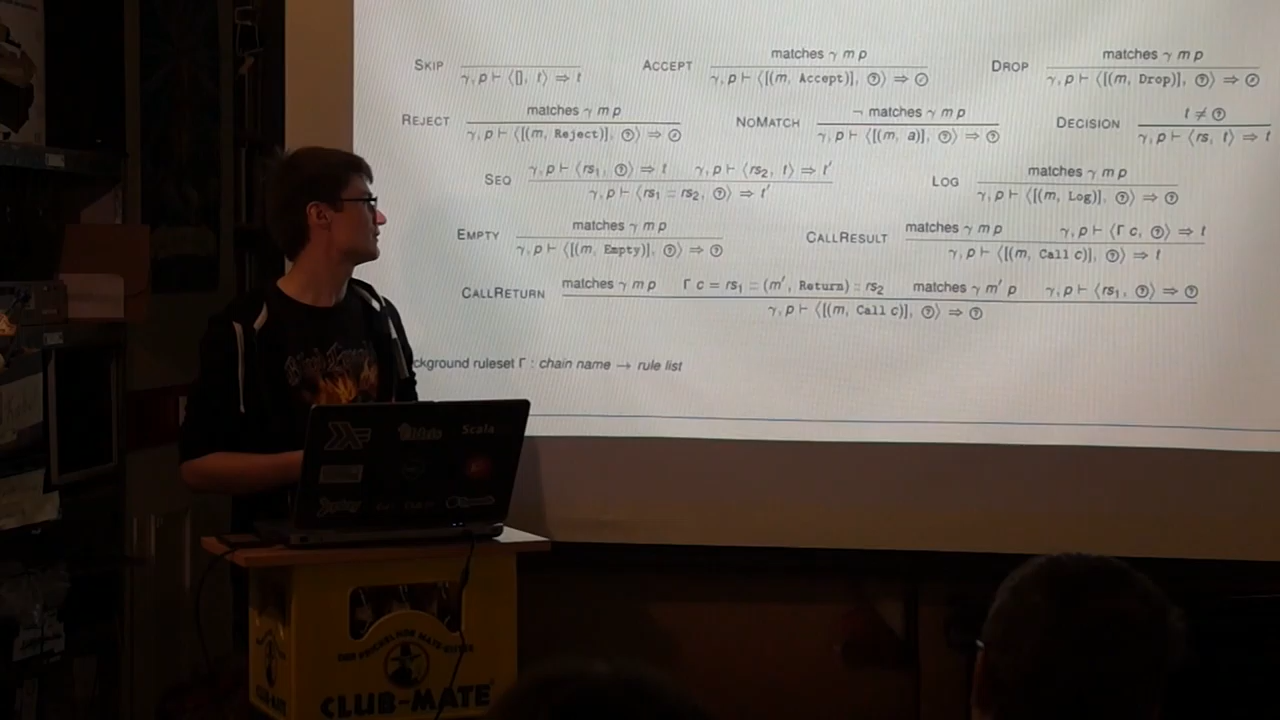 SKIP γ, p ⊢ ⟨[], t⟩ ⇒ t
ACCEPT matches γ m p
γ, p ⊢ ⟨[(m, Accept)], ?⟩ ⇒ ✓
DROP matches γ m p
γ, p ⊢ ⟨[(m, Drop)], ?⟩ ⇒ ⊘
REJECT matches γ m p
γ, p ⊢ ⟨[(m, Reject)], ?⟩ ⇒ ⊘
NOMATCH ¬ matches γ m p
γ, p ⊢ ⟨[(m, a)], ?⟩ ⇒ ?
DECISION t ≠ ?
γ, p ⊢ ⟨rs, t⟩ ⇒ t
SEQ γ, p ⊢ ⟨rs₁, ?⟩ ⇒ t γ, p ⊢ ⟨rs₂, t⟩ ⇒ t′
γ, p ⊢ ⟨rs₁ :: rs₂, ?⟩ ⇒ t′
LOG matches γ m p
γ, p ⊢ ⟨[(m, Log)], ?⟩ ⇒ ?
EMPTY matches γ m p
γ, p ⊢ ⟨[(m, Empty)], ?⟩ ⇒ ?
CALLRESULT matches γ m p γ, p ⊢ ⟨Γ c, ?⟩ ⇒ t
γ, p ⊢ ⟨[(m, Call c)], ?⟩ ⇒ t
CALLRETURN matches γ m p Γ c = rs₁ :: (m′, Return) :: rs₂ matches γ m′ p γ, p ⊢ ⟨rs₁, ?⟩ ⇒ ?
γ, p ⊢ ⟨[(m, Call c)], ?⟩ ⇒ ?
ckground ruleset Γ : chain name → rule list
Scala
CLUB-MATE